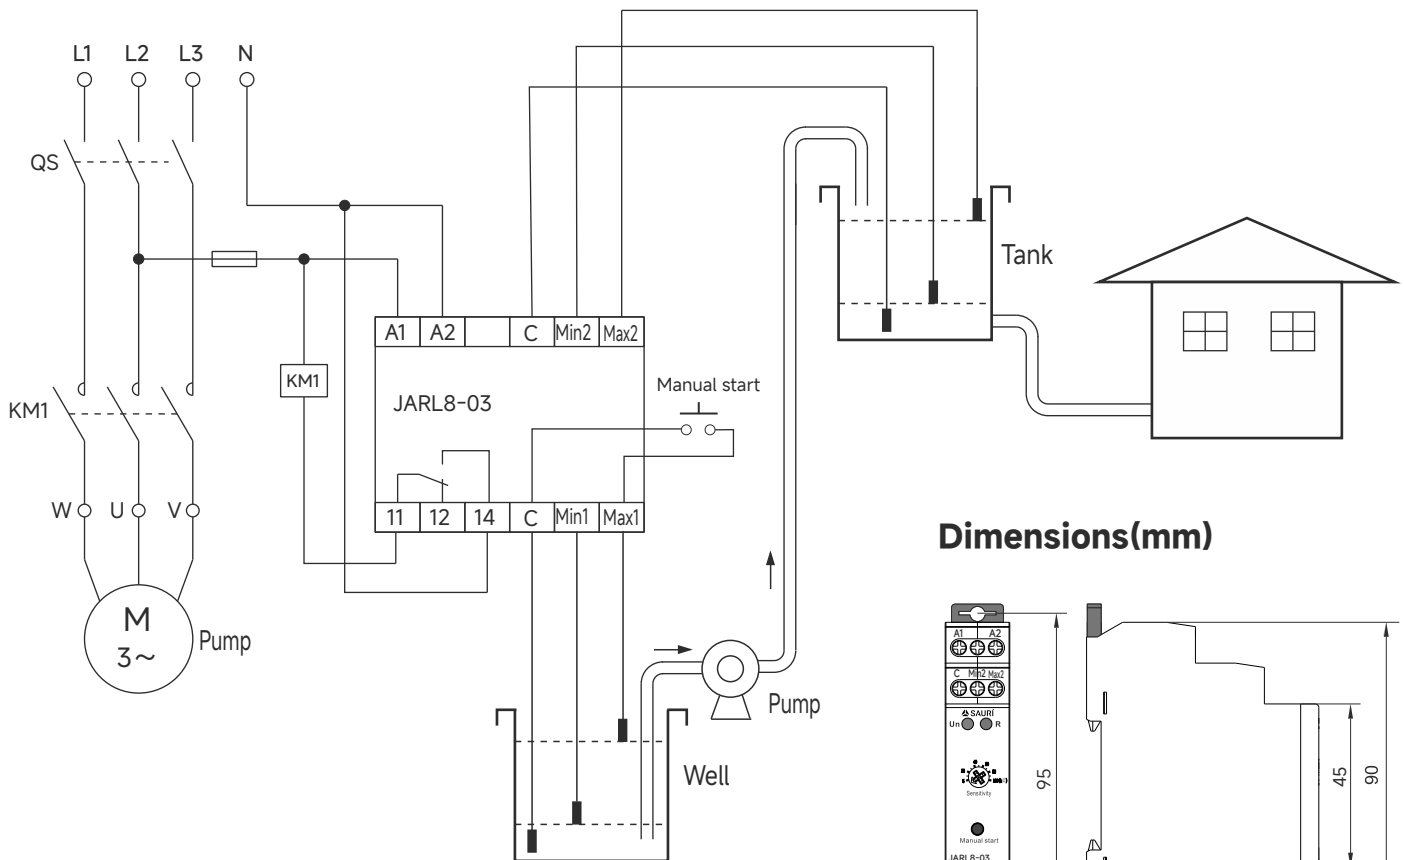 L1 L2 L3 N
QS
Tank
A1 A2 C Min2 Max2
KM1
Manual start
JARL8-03
KM1
W U V
11 12 14 C Min1 Max1
Dimensions(mm)
M
3~
Pump
Pump
Well
A1 A2
C Min2 Max2
SAURI
Un R
Sensitivity
Manual start
JARL8-03
95
45
90